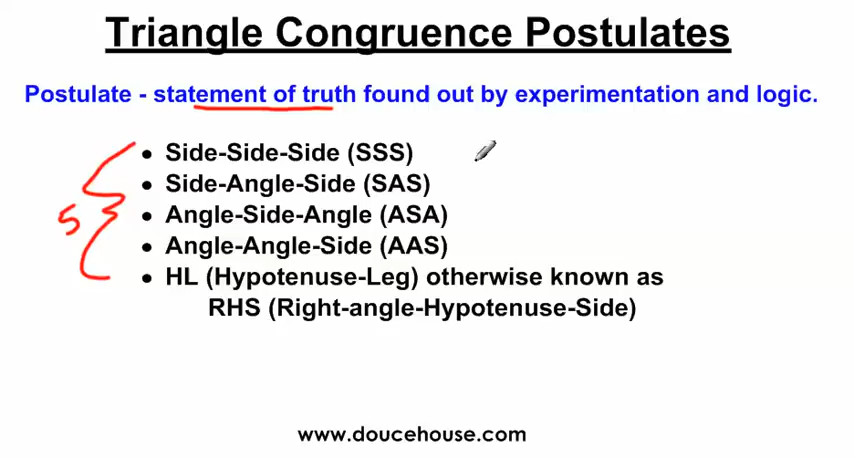 Triangle Congruence Postulates
Postulate - statement of truth found out by experimentation and logic.
• Side-Side-Side (SSS)
• Side-Angle-Side (SAS)
5 • Angle-Side-Angle (ASA)
• Angle-Angle-Side (AAS)
• HL (Hypotenuse-Leg) otherwise known as
RHS (Right-angle-Hypotenuse-Side)
www.doucehouse.com